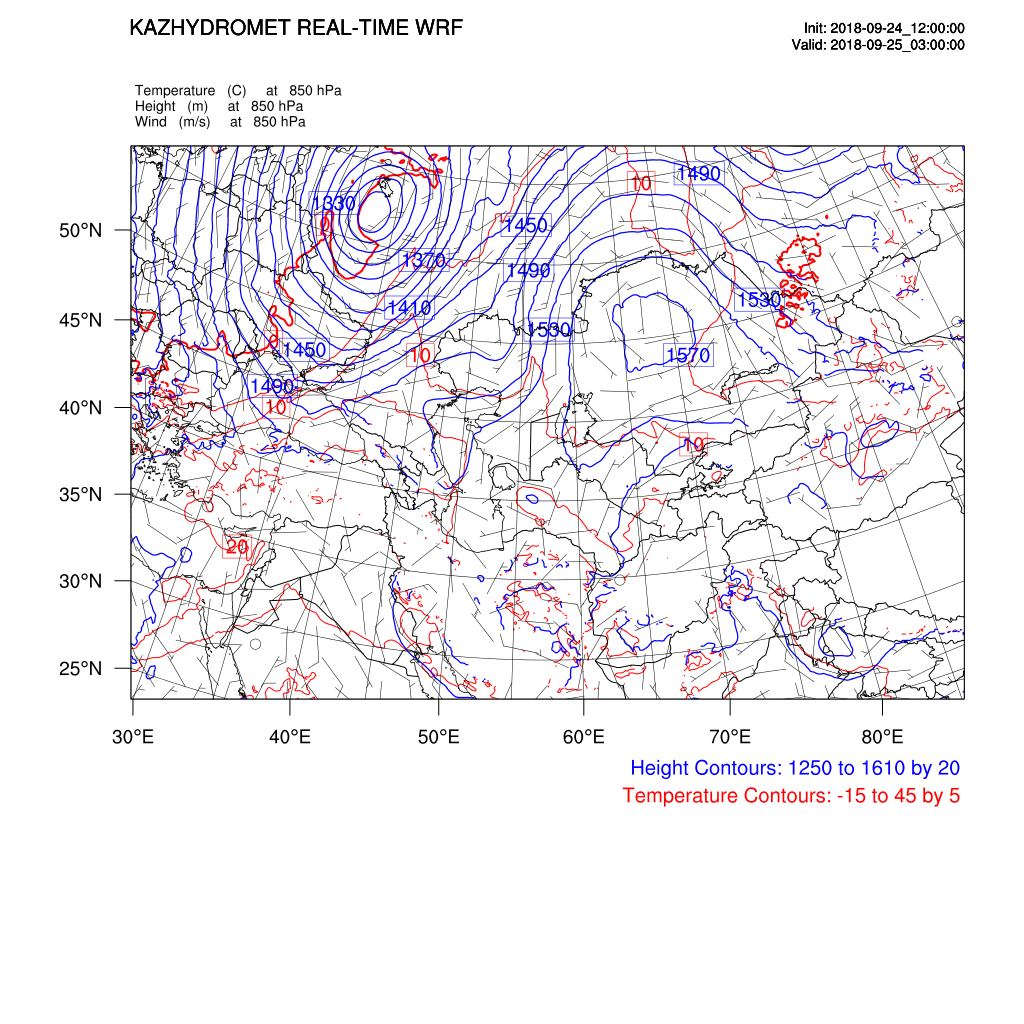 KAZHYDROMET REAL-TIME WRF
Init: 2018-09-24_12:00:00
Valid: 2018-09-25_03:00:00
Temperature (C) at 850 hPa
Height (m) at 850 hPa
Wind (m/s) at 850 hPa
1490
10
1330
0
1450
50°N
1370
1490
1530
1410
45°N
1530
1450
10
1570
1490
40°N
10
10
35°N
20
30°N
25°N
30°E 40°E 50°E 60°E 70°E 80°E
Height Contours: 1250 to 1610 by 20
Temperature Contours: -15 to 45 by 5